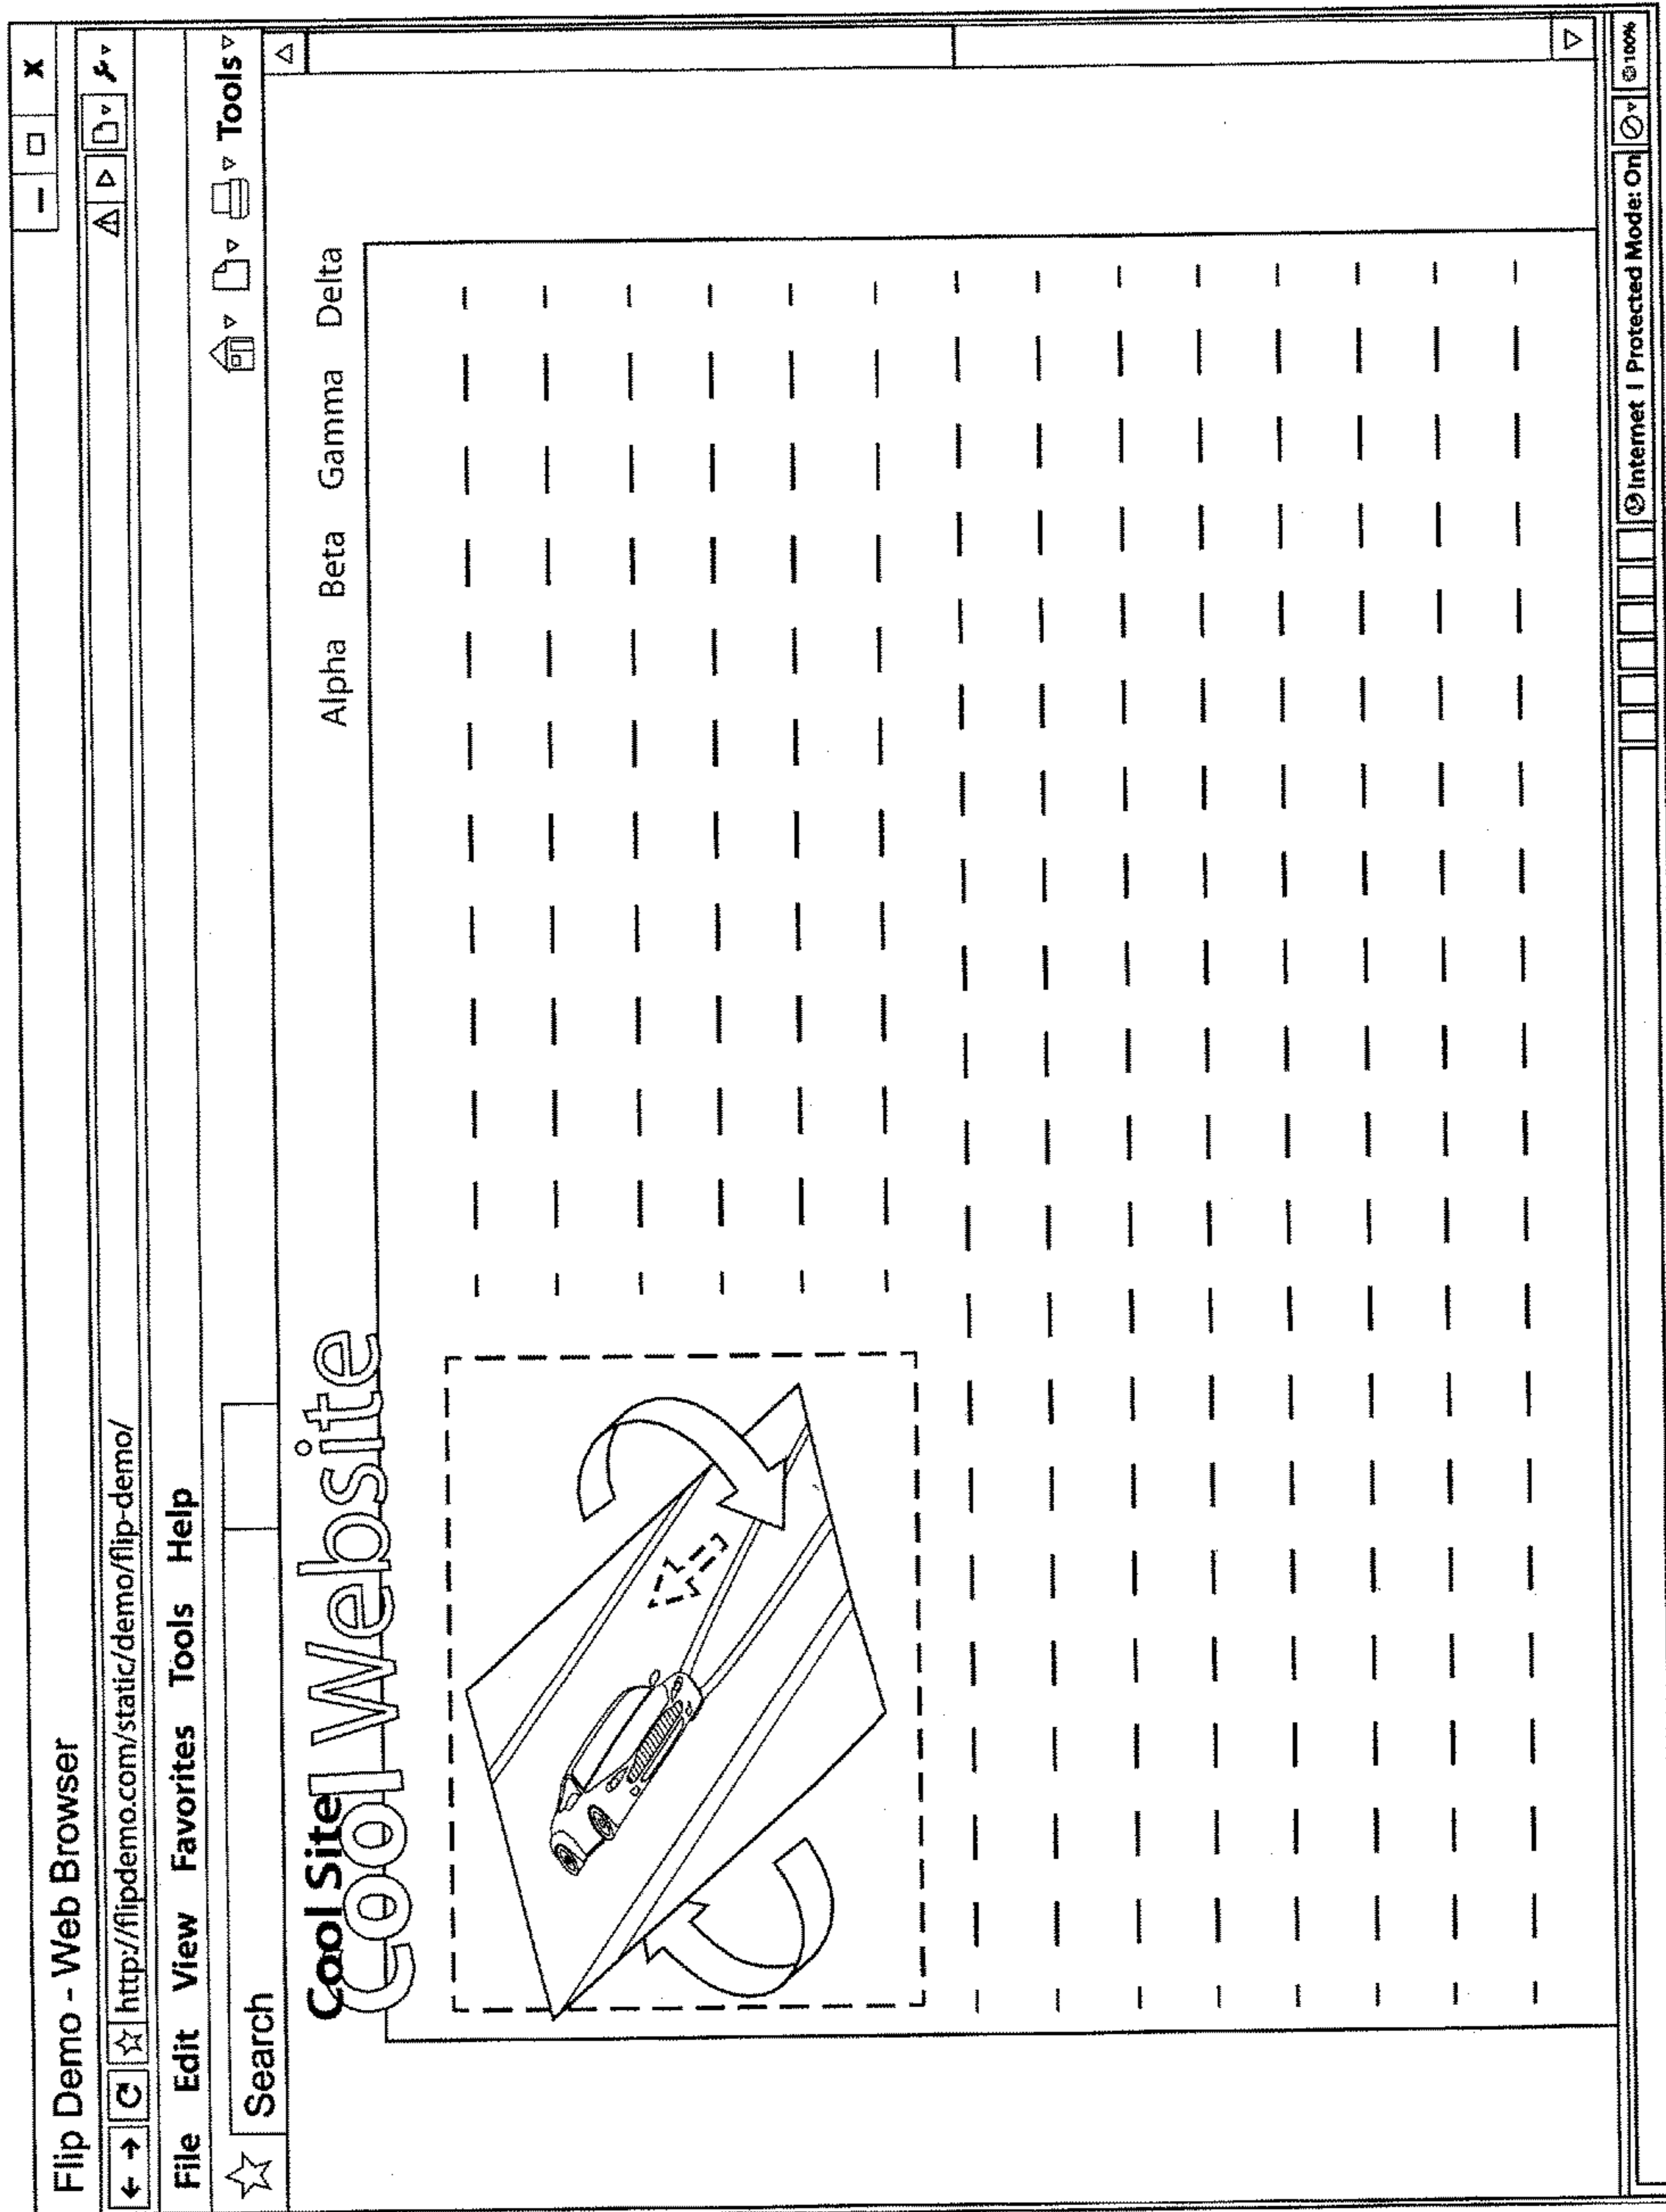 Flip Demo - Web Browser
http://flipdemo.com/static/demo/flip-demo/
File Edit View Favorites Tools Help
Search
Tools
Cool Site
Cool Website
Alpha Beta Gamma Delta
Internet | Protected Mode: On
100%